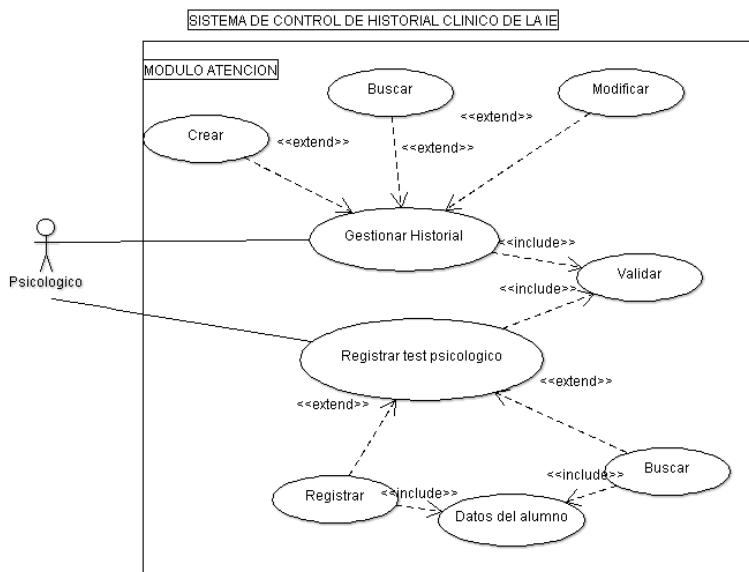 SISTEMA DE CONTROL DE HISTORIAL CLINICO DE LA IE
MODULO ATENCION
Buscar
Modificar
Crear
<<extend>>
<<extend>>
<<extend>>
Gestionar Historial
<<include>>
Validar
Psicologico
<<include>>
Registrar test psicologico
<<extend>>
<<extend>>
Registrar
<<include>>
<<include>>
Buscar
Datos del alumno